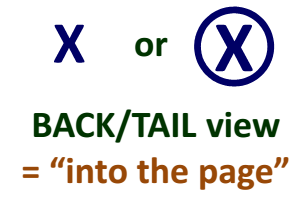 X or X
BACK/TAIL view
= “into the page”